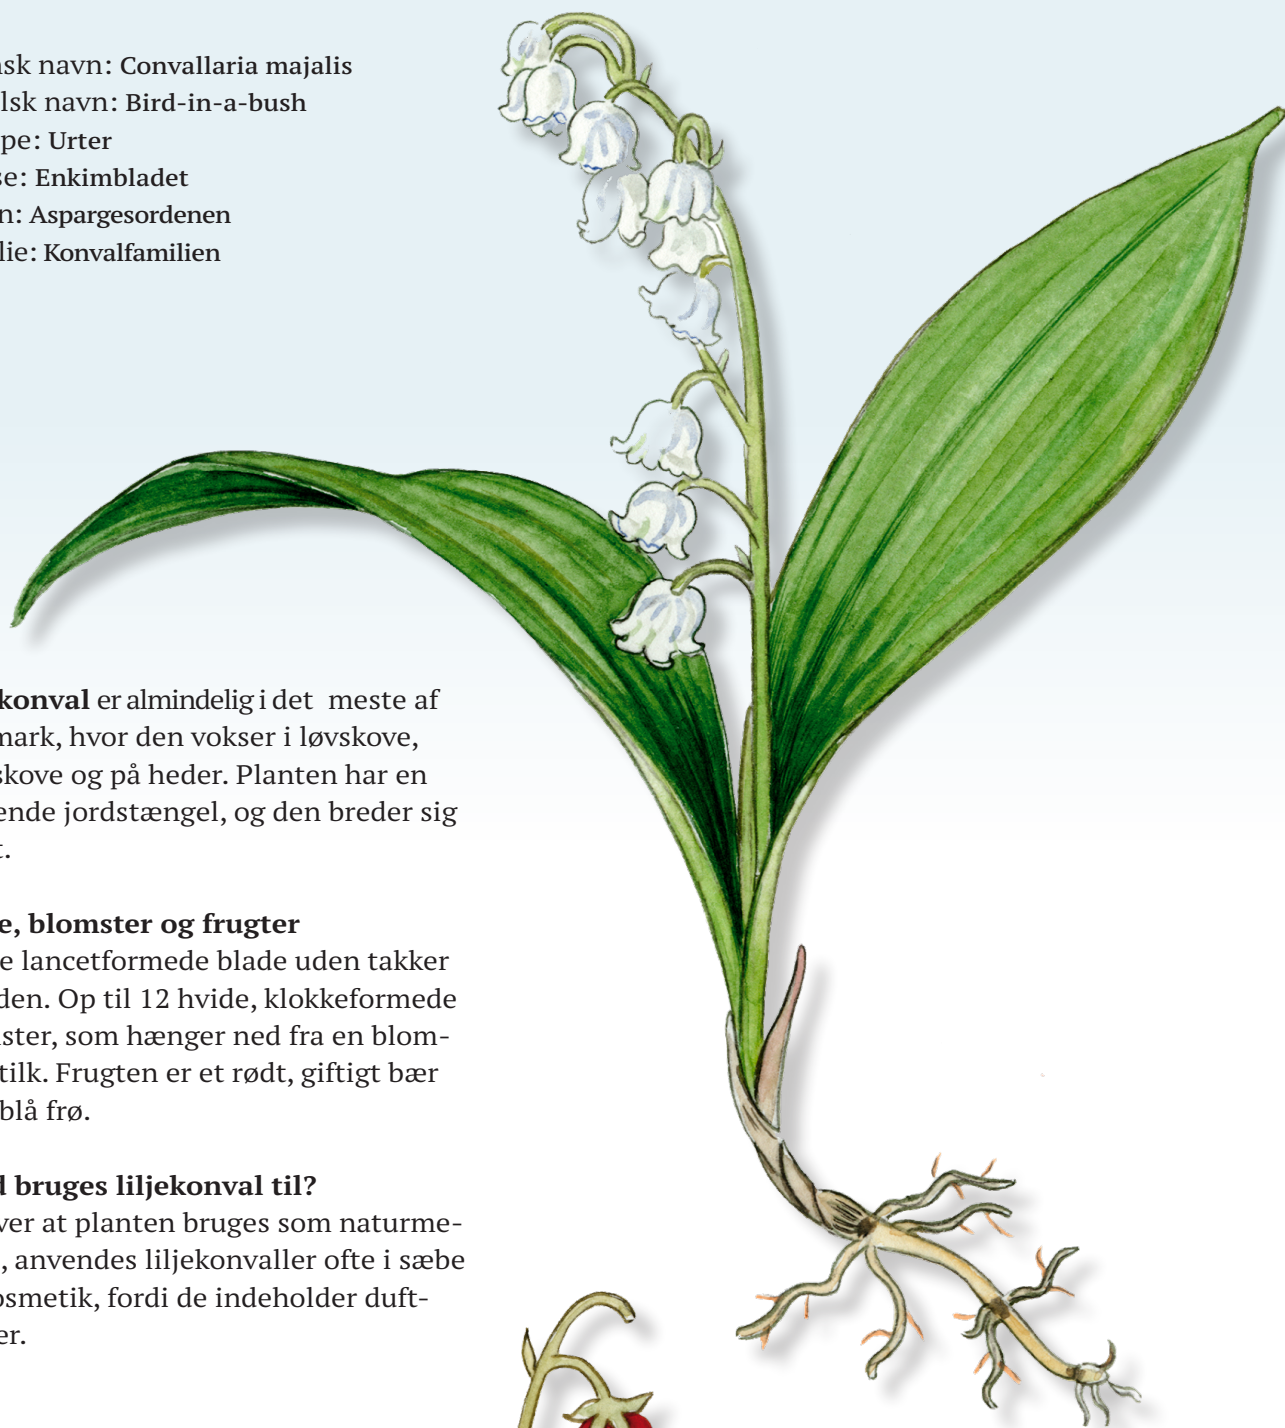 nsk navn: Convallaria majalis
lsk navn: Bird-in-a-bush
pe: Urter
se: Enkimbladet
n: Aspargesordenen
lie: Konvalfamilien
konval er almindelig i det meste af
mark, hvor den vokser i løvskove,
skove og på heder. Planten har en
ende jordstængel, og den breder sig
t.
e, blomster og frugter
e lancetformede blade uden takker
den. Op til 12 hvide, klokkeformede
ster, som hænger ned fra en blom-
tilk. Frugten er et rødt, giftigt bær
blå frø.
d bruges liljekonval til?
ver at planten bruges som naturme-
, anvendes liljekonvaller ofte i sæbe
osmetik, fordi de indeholder duft-
er.